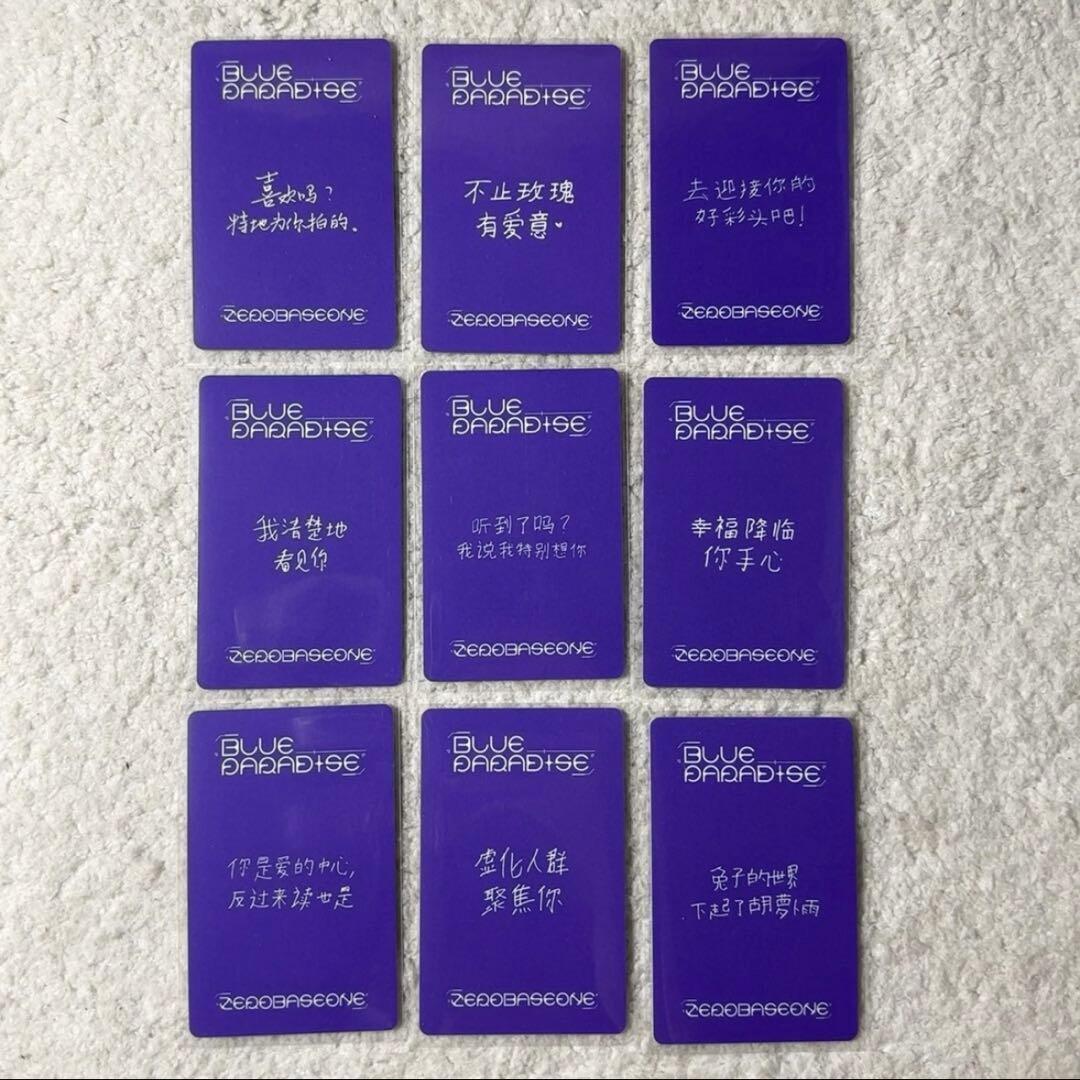 BLUE
PARADISE
喜欢吗?
特地为你拍的。
ZEROBASEONE
BLUE
PARADISE
不止玫瑰
有爱意♥
ZEROBASEONE
BLUE
PARADISE
去迎接你的
好彩头吧!
ZEROBASEONE
BLUE
PARADISE
我清楚地
看见你
ZEROBASEONE
BLUE
PARADISE
听到了吗?
我说我特别想你
ZEROBASEONE
BLUE
PARADISE
幸福降临
你手心
ZEROBASEONE
BLUE
PARADISE
你是爱的中心,
反过来读也是
ZEROBASEONE
BLUE
PARADISE
虚化人群
聚焦你
ZEROBASEONE
BLUE
PARADISE
兔子的世界
下起了胡萝卜雨
ZEROBASEONE